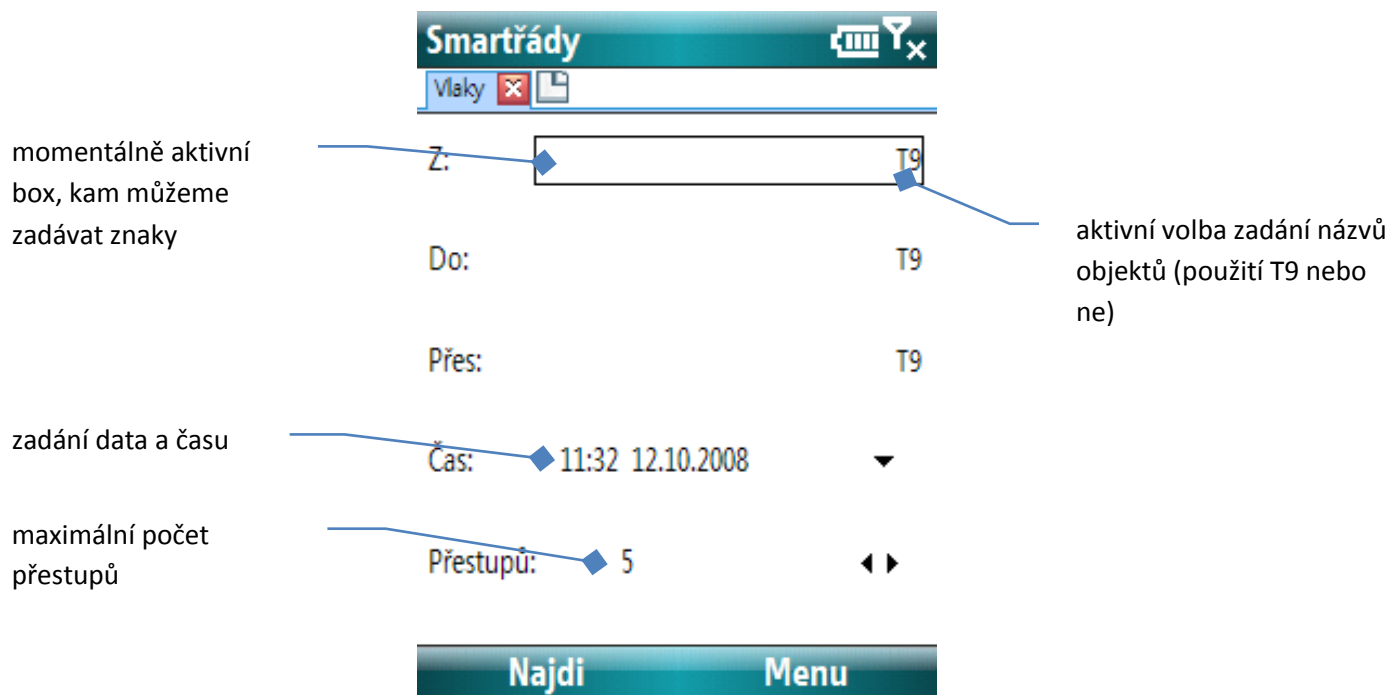 Smartřády
Vlaky
momentálně aktivní
box, kam můžeme
zadávat znaky
Z: T9
aktivní volba zadání názvů
objektů (použití T9 nebo
ne)
Do: T9
Přes: T9
zadání data a času
Čas: 11:32 12.10.2008
maximální počet
přestupů
Přestupů: 5
Najdi Menu